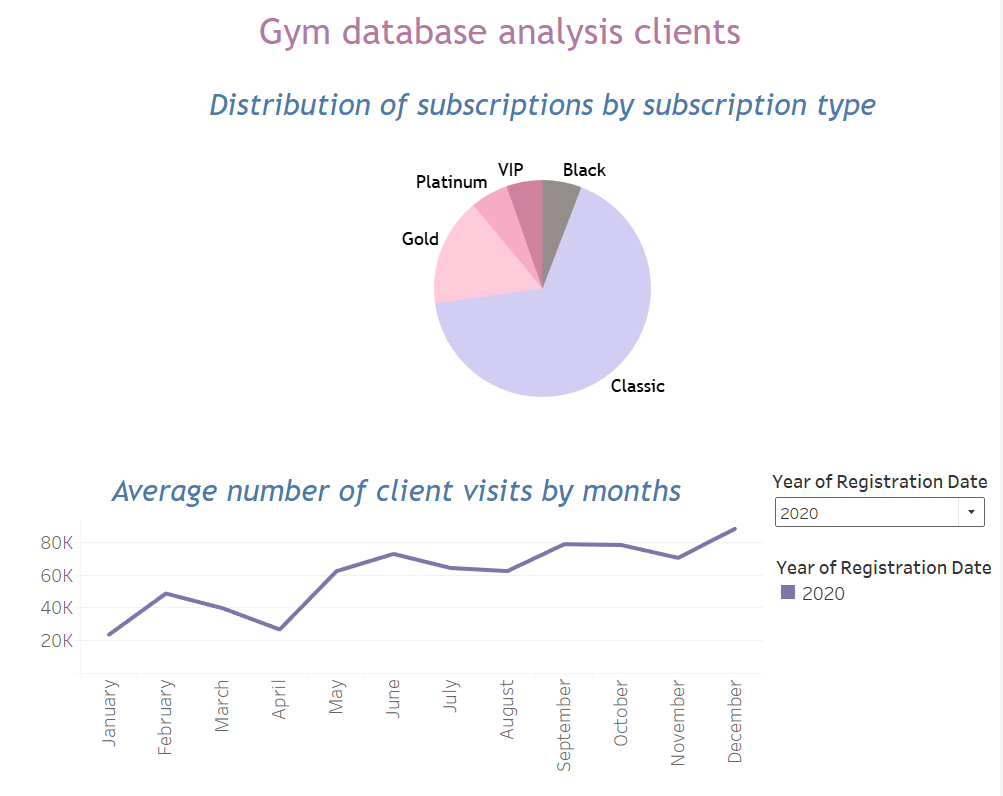 Gym database analysis clients
Distribution of subscriptions by subscription type
VIP
Black
Platinum
Gold
Classic
Average number of client visits by months
80K
60K
40K
20K
January
February
March
April
May
June
July
August
September
October
November
December
Year of Registration Date
2020
Year of Registration Date
2020